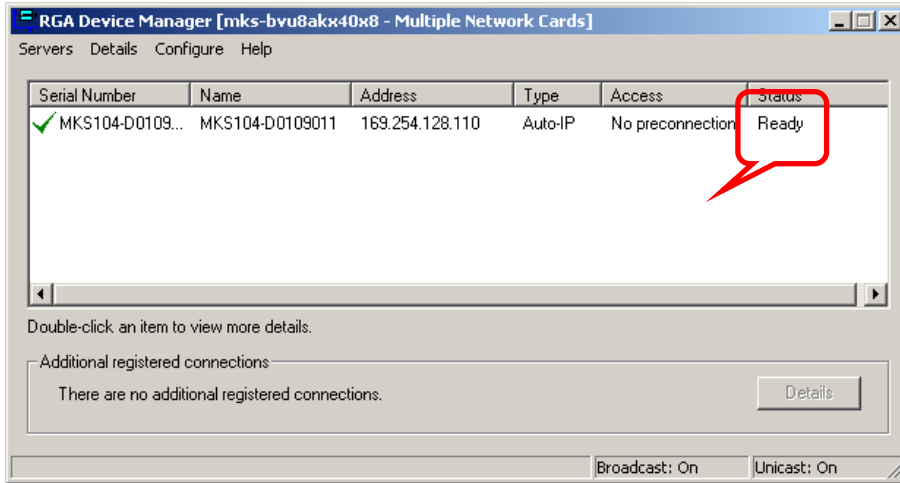 RGA Device Manager [mks-bvu8akx40x8 - Multiple Network Cards]
Servers Details Configure Help
Serial Number Name Address Type Access Status
MKS104-D0109... MKS104-D0109011 169.254.128.110 Auto-IP No preconnection Ready
Double-click an item to view more details.
Additional registered connections
There are no additional registered connections.
Details
Broadcast: On Unicast: On